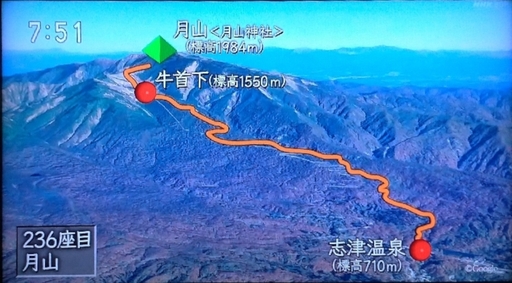 7:51
月山<月山神社>
(標高1984m)
牛首下(標高1550m)
236座目
月山
志津温泉
(標高710m)
©Google